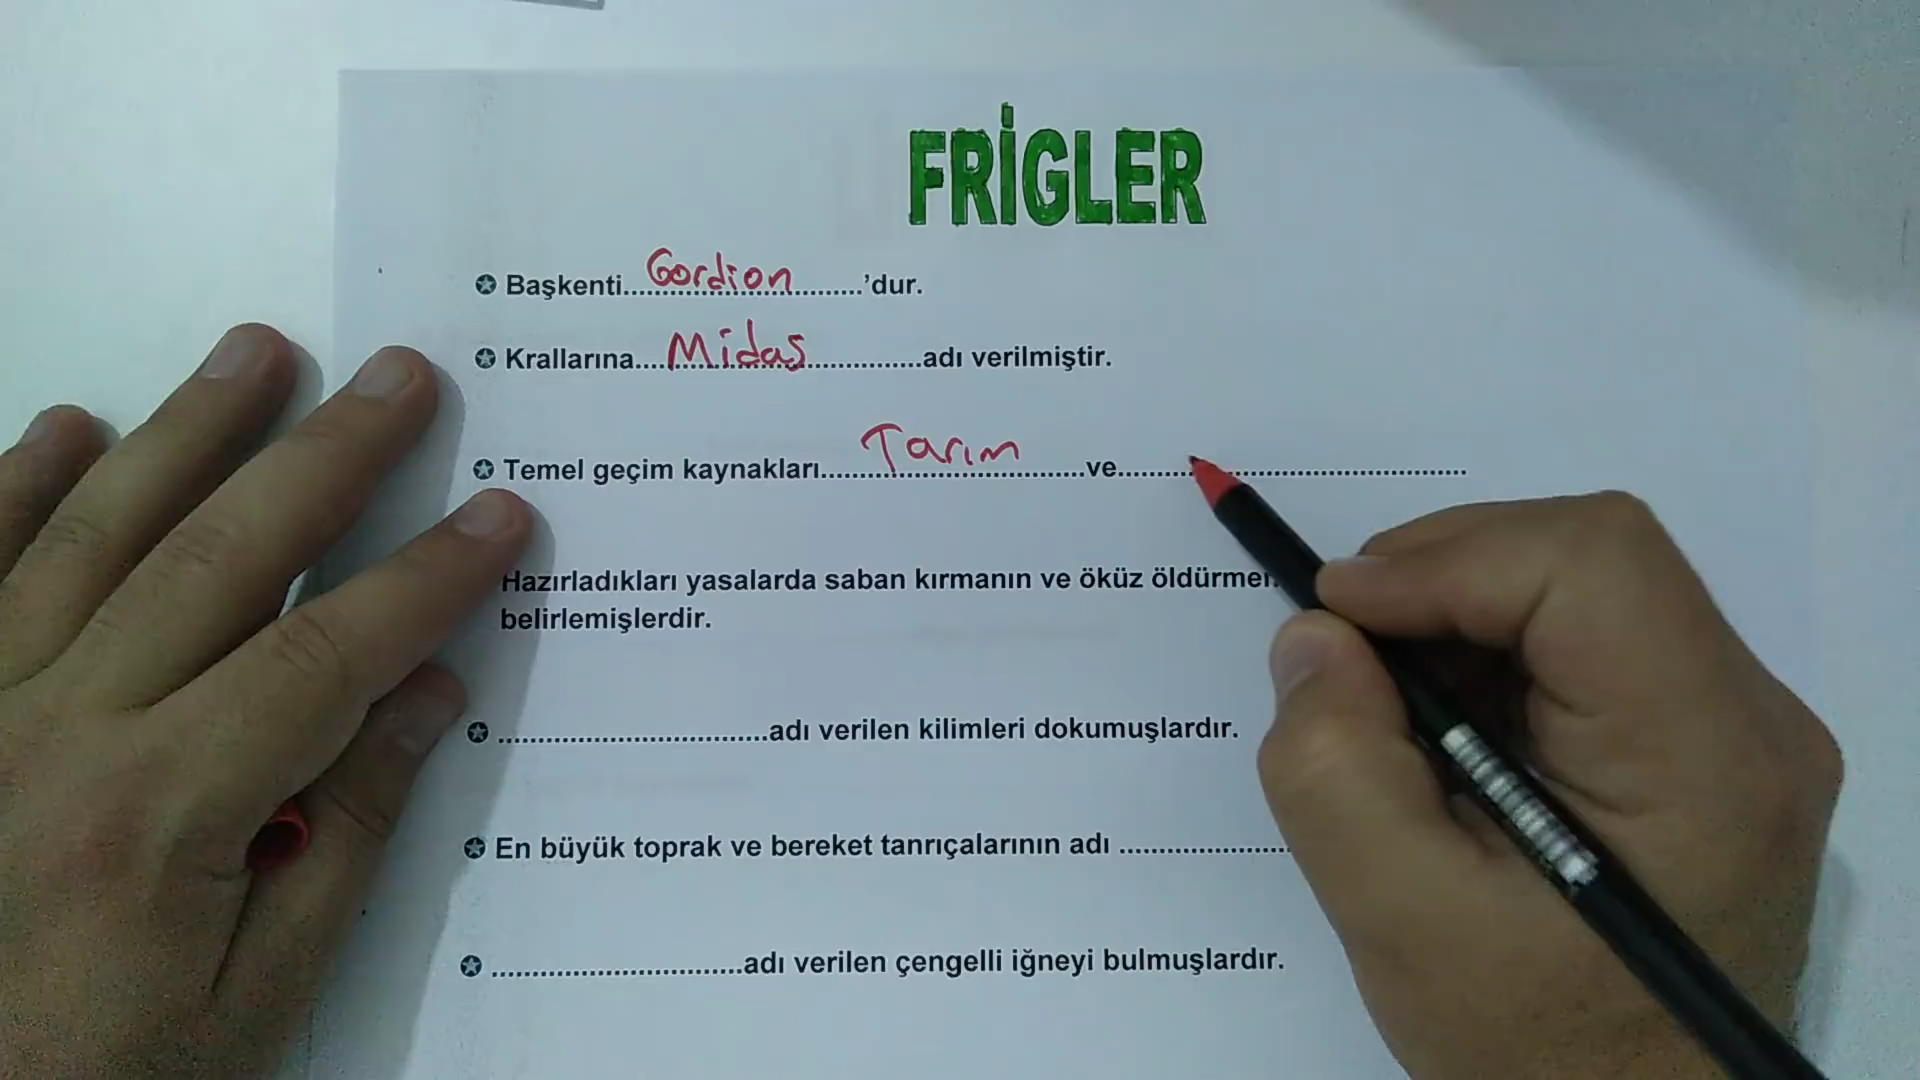 FRİGLER
Başkenti....Gordion.........'dur.
Krallarına....Midas..............adı verilmiştir.
Temel geçim kaynakları......Tarım........ve..............................................
Hazırladıkları yasalarda saban kırmanın ve öküz
belirlemişlerdir.
..................................adı verilen kilimleri dokumuşlardır.
En büyük toprak ve bereket tanrıçalarının adı ......................
................................adı verilen çengelli iğneyi bulmuşlardır.